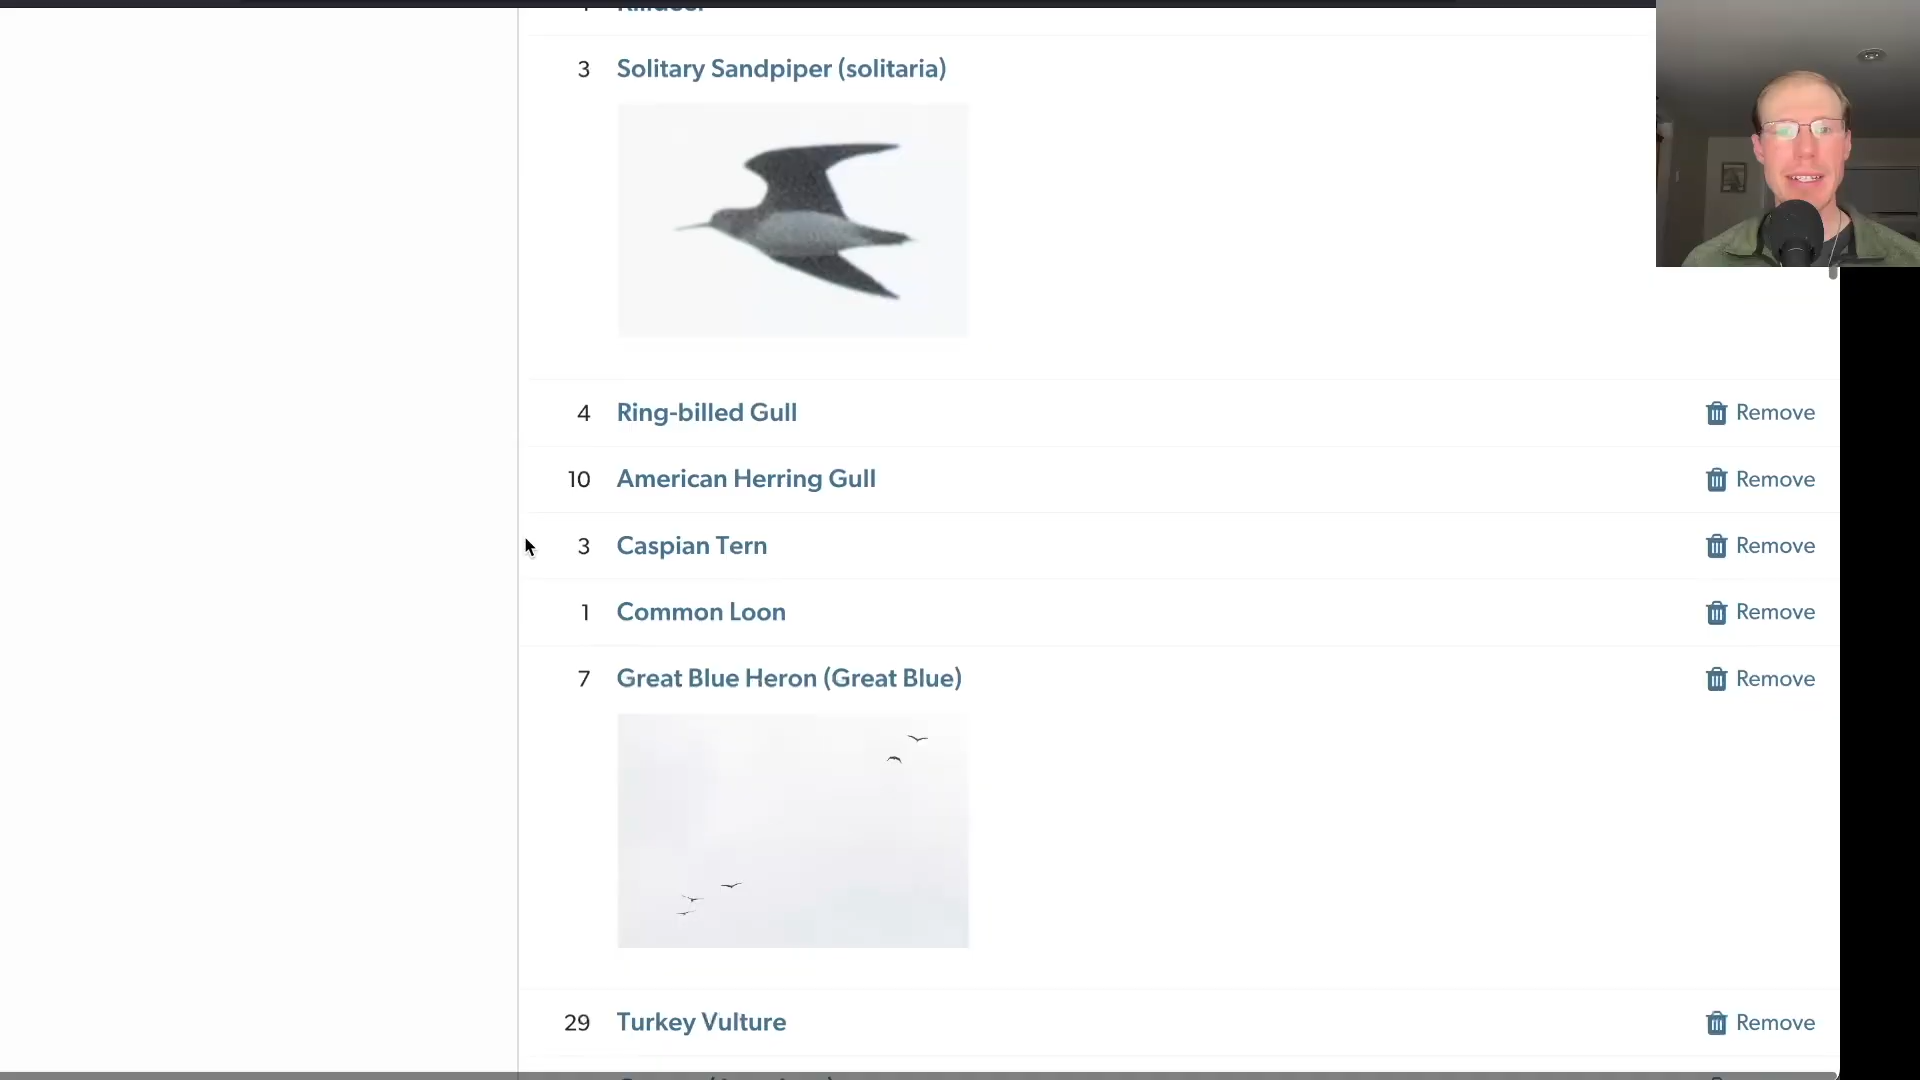 3 Solitary Sandpiper (solitaria)
4 Ring-billed Gull Remove
10 American Herring Gull Remove
3 Caspian Tern Remove
1 Common Loon Remove
7 Great Blue Heron (Great Blue) Remove
29 Turkey Vulture Remove